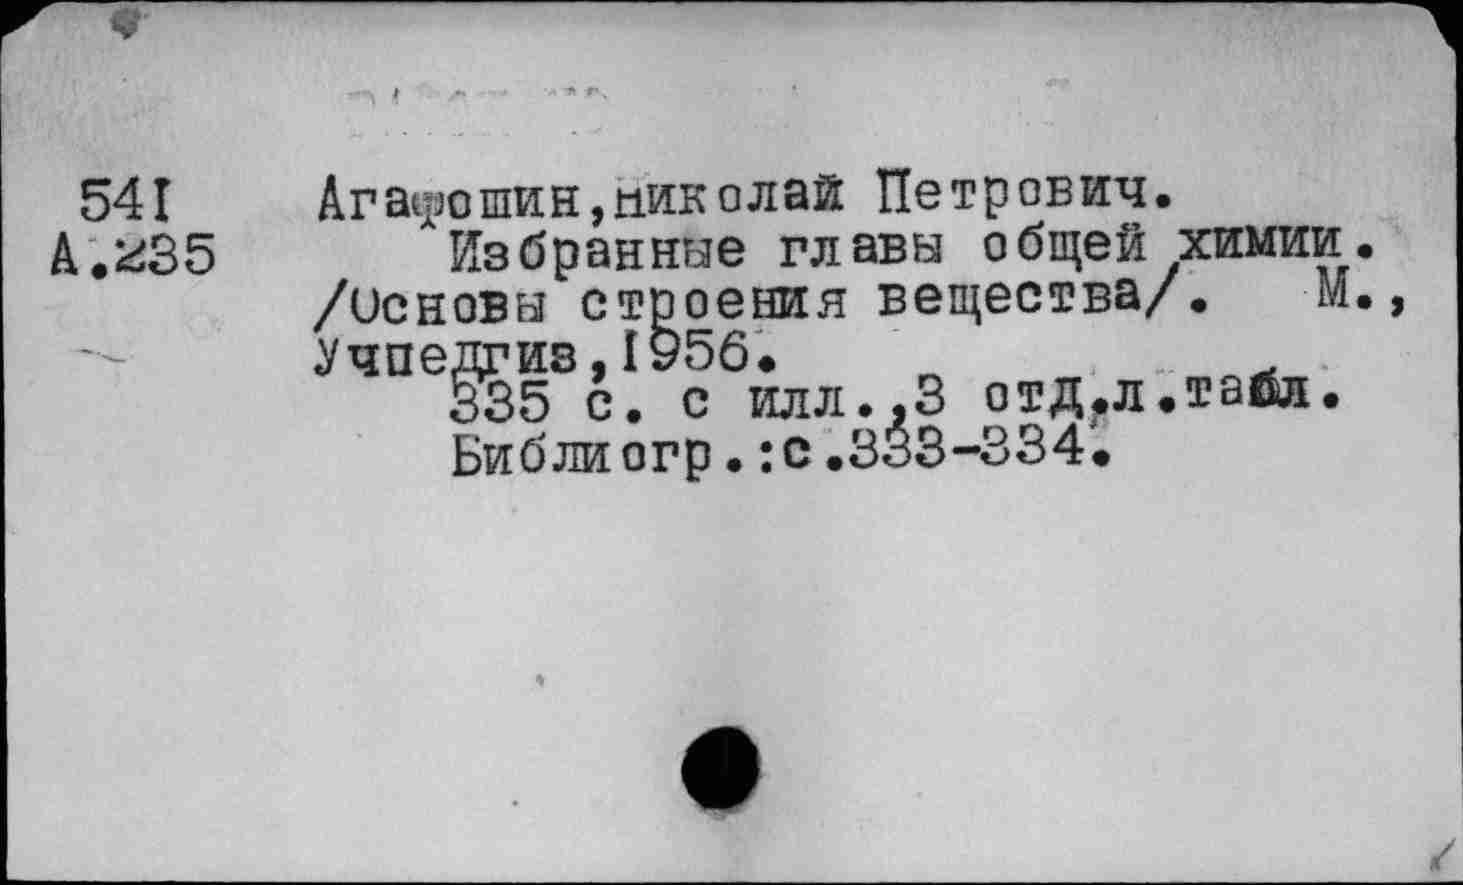 541 Агафошин,Николай Петрович.
А.235 Избранные главы общей химии.
/Основы строения вещества/. М.,
Учпедгиз,1956.
335 с. с илл.,3 отд.л.табл.
Библиогр.:с.333-334.